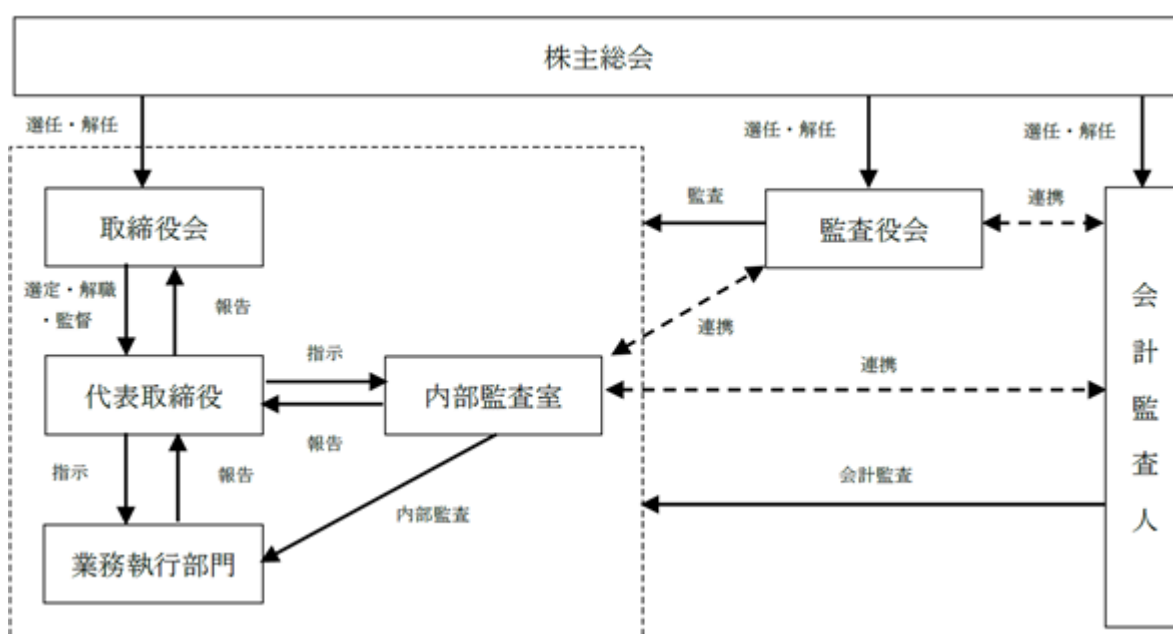 株主総会
選任・解任
選任・解任
選任・解任
取締役会
監査
監査役会
連携
選定・解職
・監督
報告
連携
指示
連携
代表取締役
内部監査室
報告
指示
報告
会計監査
内部監査
業務執行部門
会計監査人